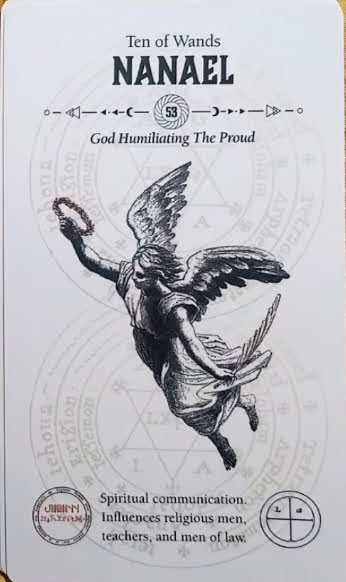 Ten of Wands
NANAEL
53
God Humiliating The Proud
Spiritual communication.
Influences religious men,
teachers, and men of law.